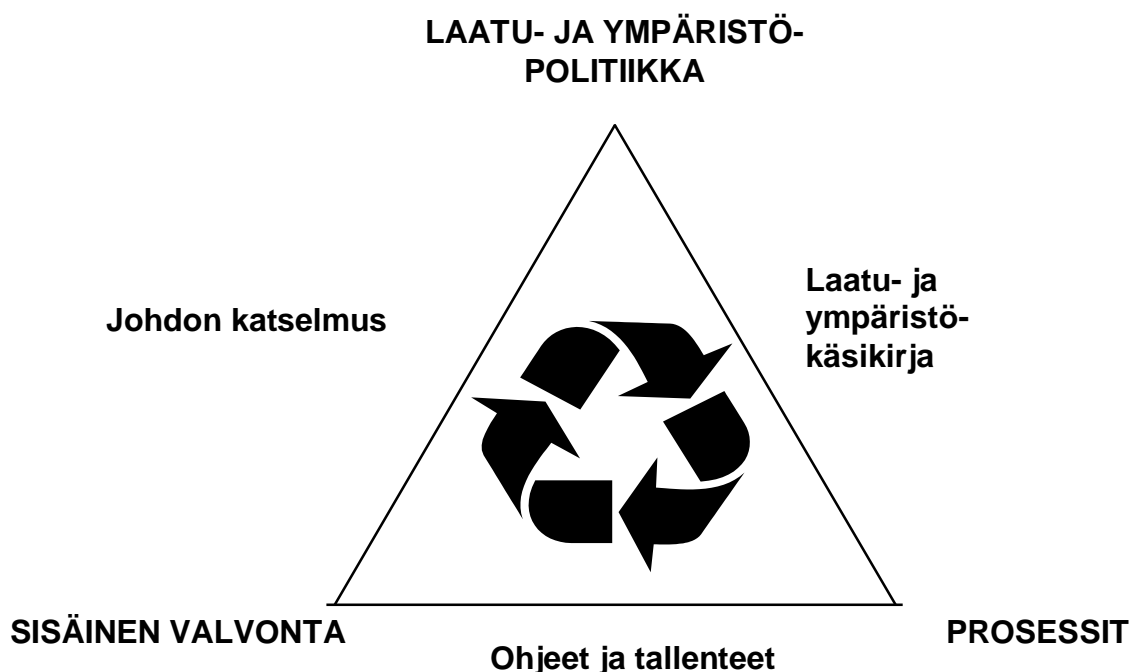 LAATU- JA YMPÄRISTÖ-
POLITIIKKA
Johdon katselmus
Laatu- ja
ympäristö-
käsikirja
SISÄINEN VALVONTA
PROSESSIT
Ohjeet ja tallenteet